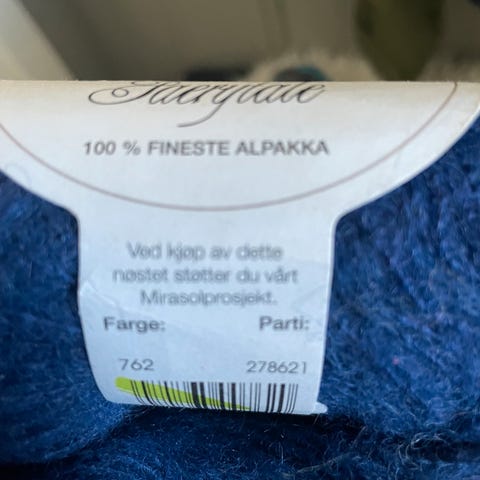 Faerytale
100 % FINESTE ALPAKKA
Ved kjøp av dette
nøstet støtter du vårt
Mirasolprosjekt.
Farge: Parti:
762 278621